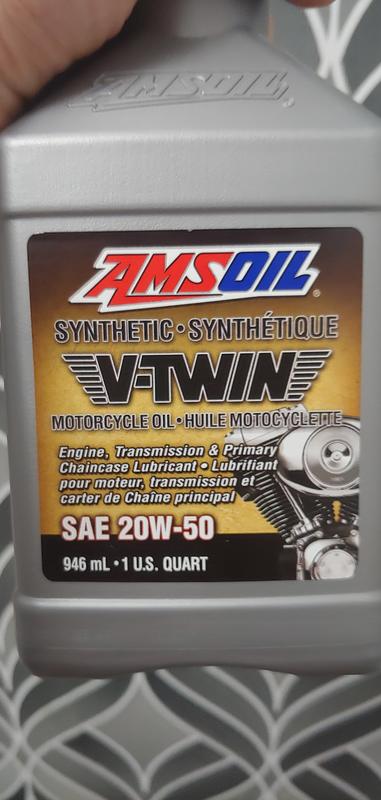 AMSOIL
AMSOIL®
SYNTHETIC • SYNTHÉTIQUE
V-TWIN
MOTORCYCLE OIL • HUILE MOTOCYCLETTE
Engine, Transmission & Primary
Chaincase Lubricant • Lubrifiant
pour moteur, transmission et
carter de Chaîne principal
SAE 20W-50
946 mL • 1 U.S. QUART